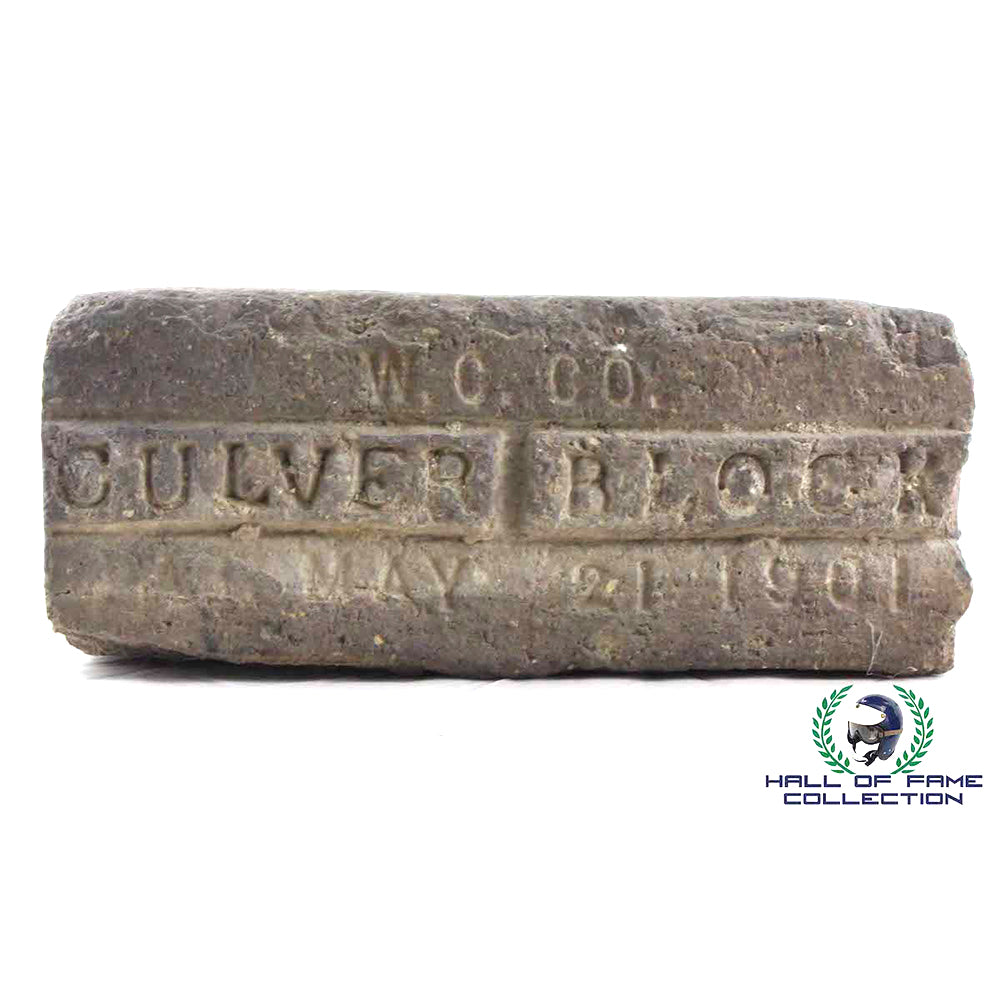 W. C. CO.
CULVER BLOCK
MAY 21 1901
HALL OF FAME
COLLECTION